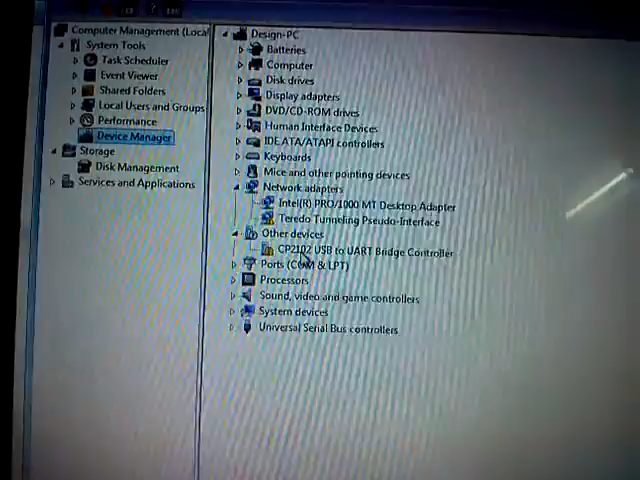 Computer Management (Local
System Tools
Task Scheduler
Event Viewer
Shared Folders
Local Users and Groups
Performance
Device Manager
Storage
Disk Management
Services and Applications
Design-PC
Batteries
Computer
Disk drives
Display adapters
DVD/CD-ROM drives
Human Interface Devices
IDE ATA/ATAPI controllers
Keyboards
Mice and other pointing devices
Network adapters
Intel(R) PRO/1000 MT Desktop Adapter
Teredo Tunneling Pseudo-Interface
Other devices
CP2102 USB to UART Bridge Controller
Ports (COM & LPT)
Processors
Sound, video and game controllers
System devices
Universal Serial Bus controllers